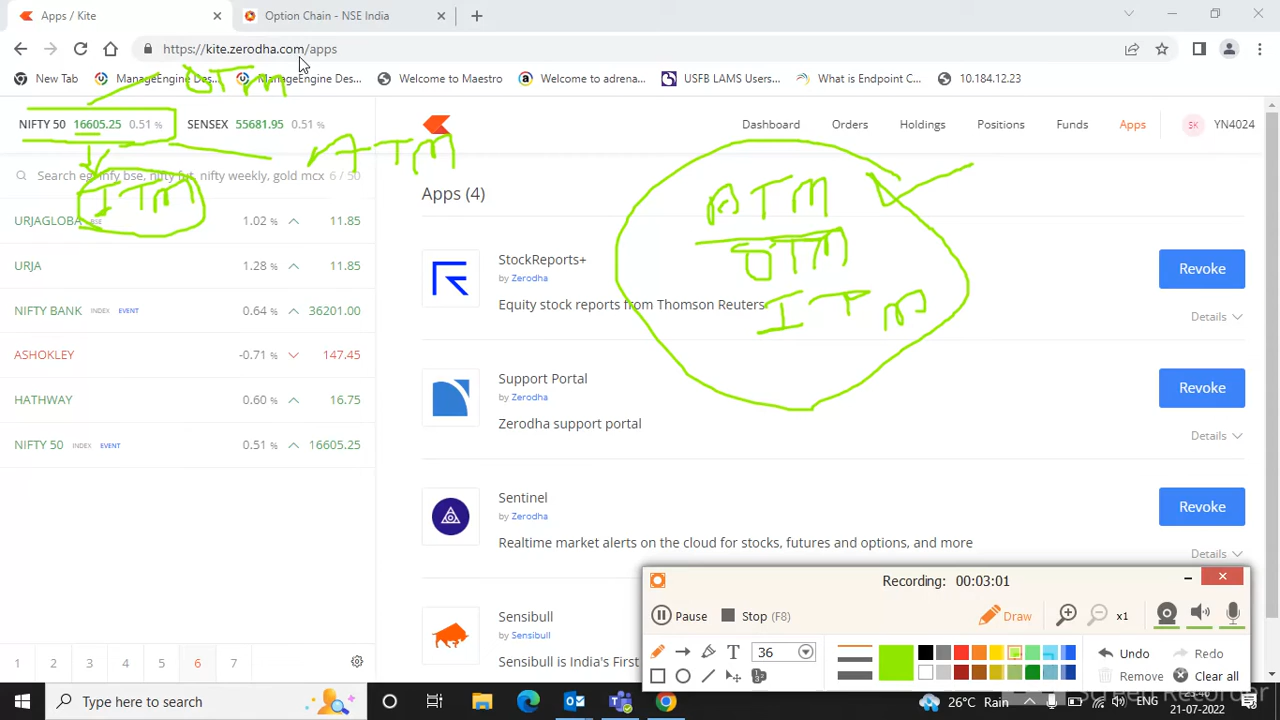 Apps / Kite
Option Chain - NSE India
https://kite.zerodha.com/apps
New Tab
ManageEngine Des...
ManageEngine Des...
Welcome to Maestro
Welcome to adrena...
USFB LAMS Users...
What is Endpoint C...
10.184.12.23
OTM
NIFTY 50 16605.25 0.51 %
SENSEX 55681.95 0.51 %
Dashboard
Orders
Holdings
Positions
Funds
Apps
SK
YN4024
ATM
Search eg: infy bse, nifty fut, nifty weekly, gold mcx
6 / 50
ITM
Apps (4)
ATM
OTM
ITM
URJAGLOBA BSE 1.02 % 11.85
URJA 1.28 % 11.85
NIFTY BANK INDEX EVENT 0.64 % 36201.00
ASHOKLEY -0.71 % 147.45
HATHWAY 0.60 % 16.75
NIFTY 50 INDEX EVENT 0.51 % 16605.25
StockReports+
by Zerodha
Equity stock reports from Thomson Reuters
Revoke
Details
Support Portal
by Zerodha
Zerodha support portal
Revoke
Details
Sentinel
by Zerodha
Realtime market alerts on the cloud for stocks, futures and options, and more
Revoke
Details
Sensibull
by Sensibull
Sensibull is India's First
Recording: 00:03:01
Pause
Stop (F8)
Draw
x1
T
36
Undo
Redo
Remove
Clear all
1 2 3 4 5 6 7
Type here to search
26°C Rain
ENG
21-07-2022
Screen Recorder